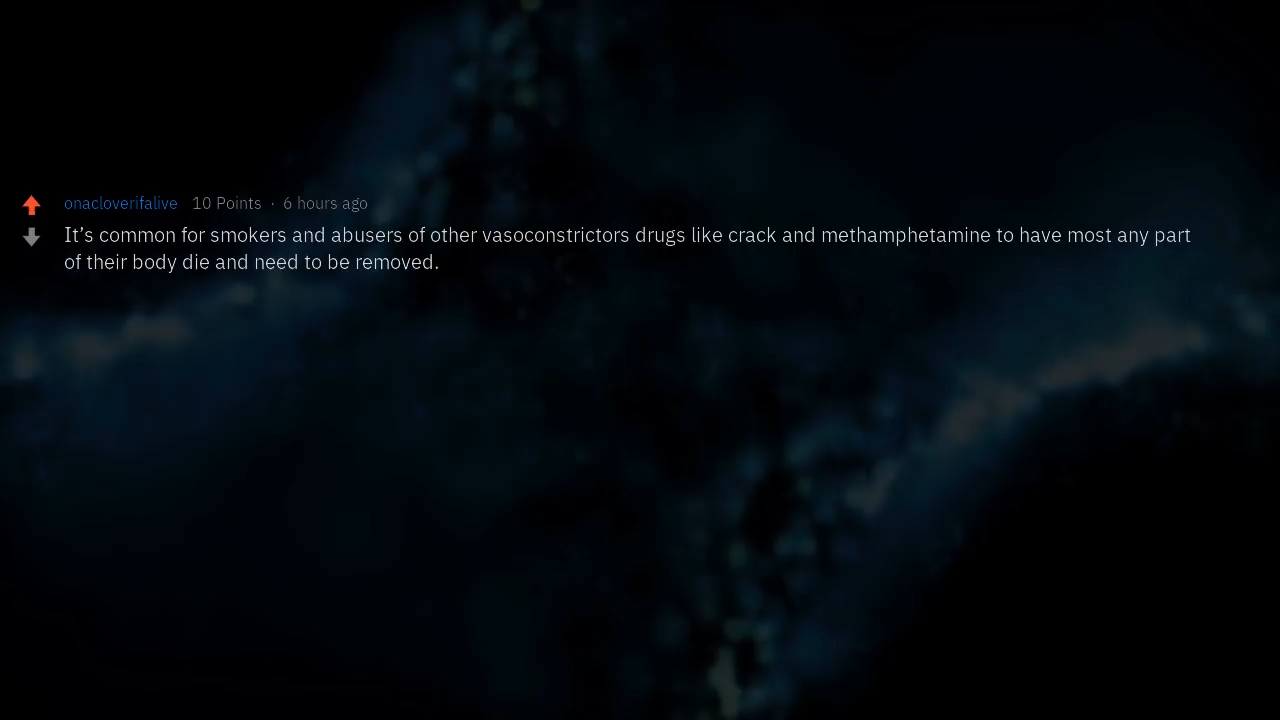 onacloverifalive 10 Points · 6 hours ago
It’s common for smokers and abusers of other vasoconstrictors drugs like crack and methamphetamine to have most any part
of their body die and need to be removed.